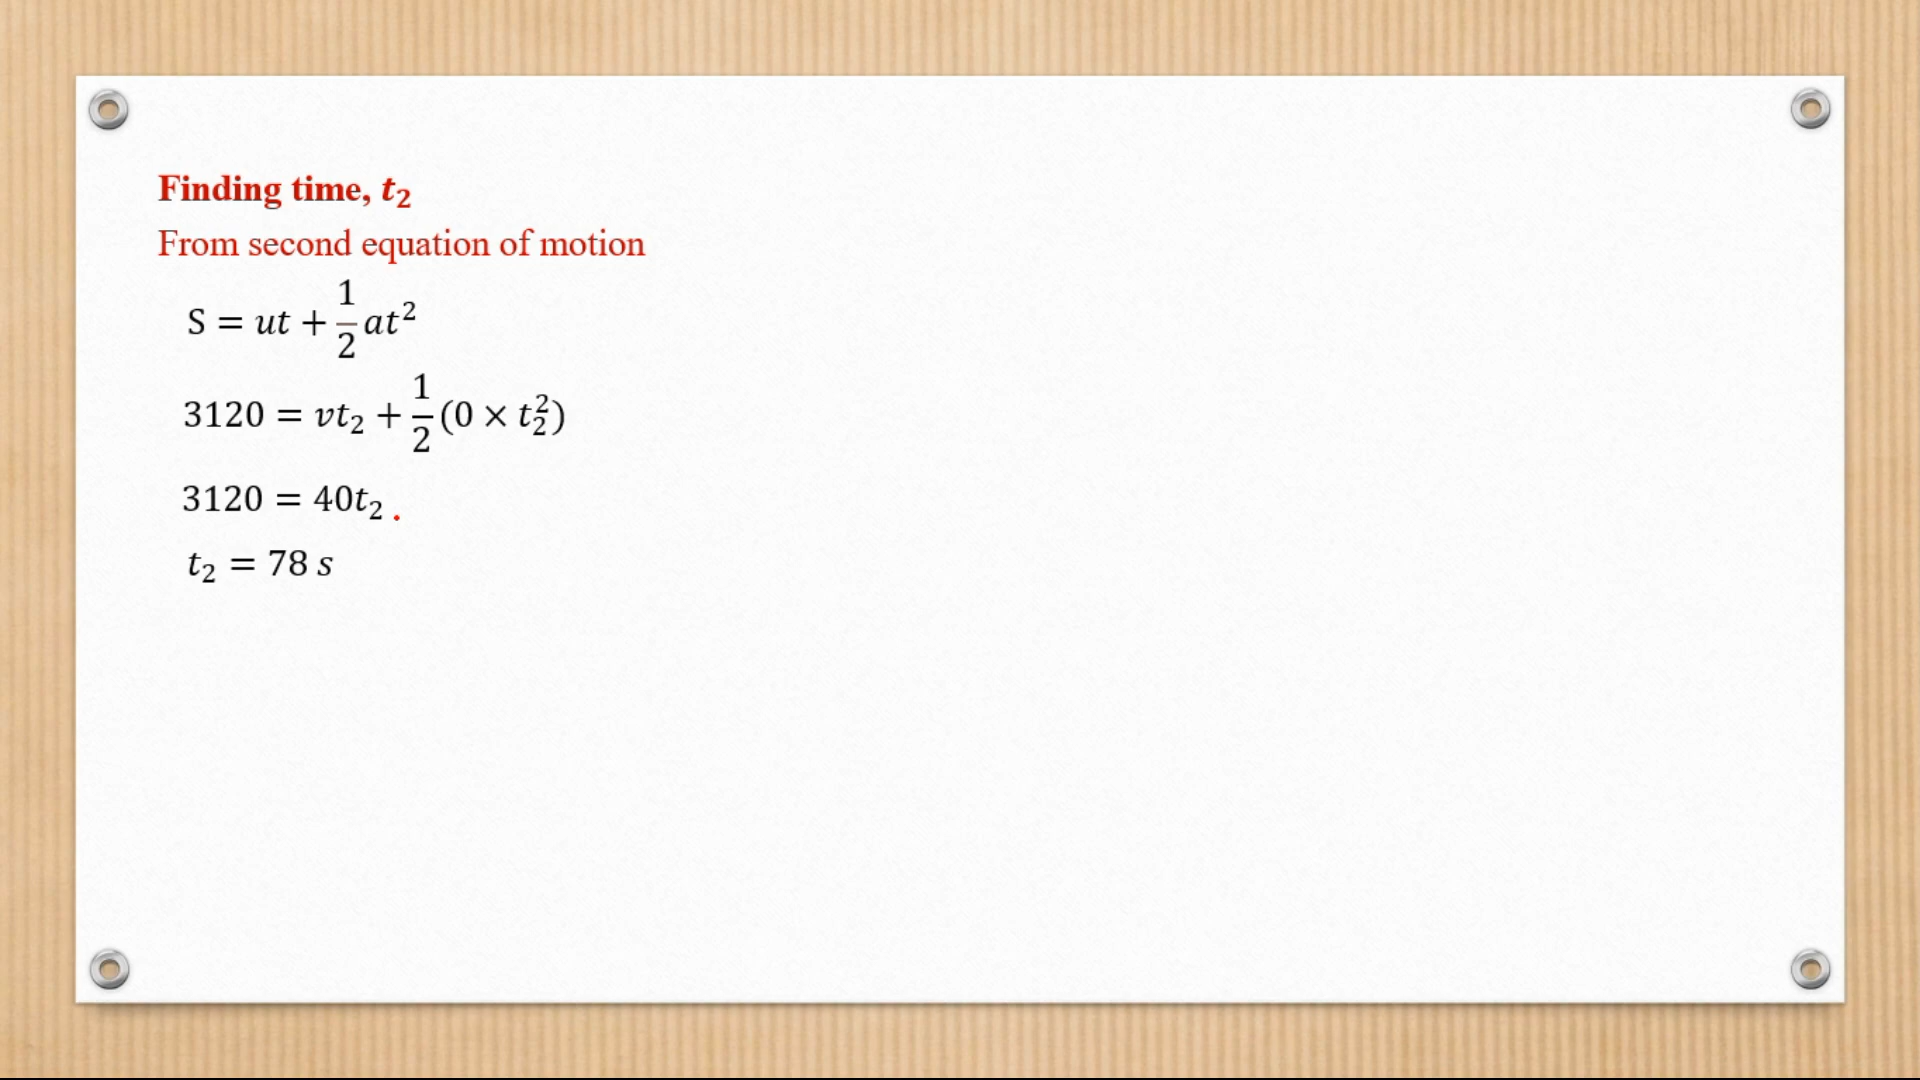 Finding time, t₂
From second equation of motion
S = ut + 1/2 at²
3120 = vt₂ + 1/2 (0 × t₂²)
3120 = 40t₂
t₂ = 78 s